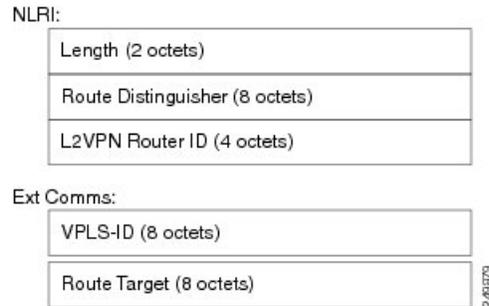 NLRI:
Length (2 octets)
Route Distinguisher (8 octets)
L2VPN Router ID (4 octets)
Ext Comms:
VPLS-ID (8 octets)
Route Target (8 octets)
249979